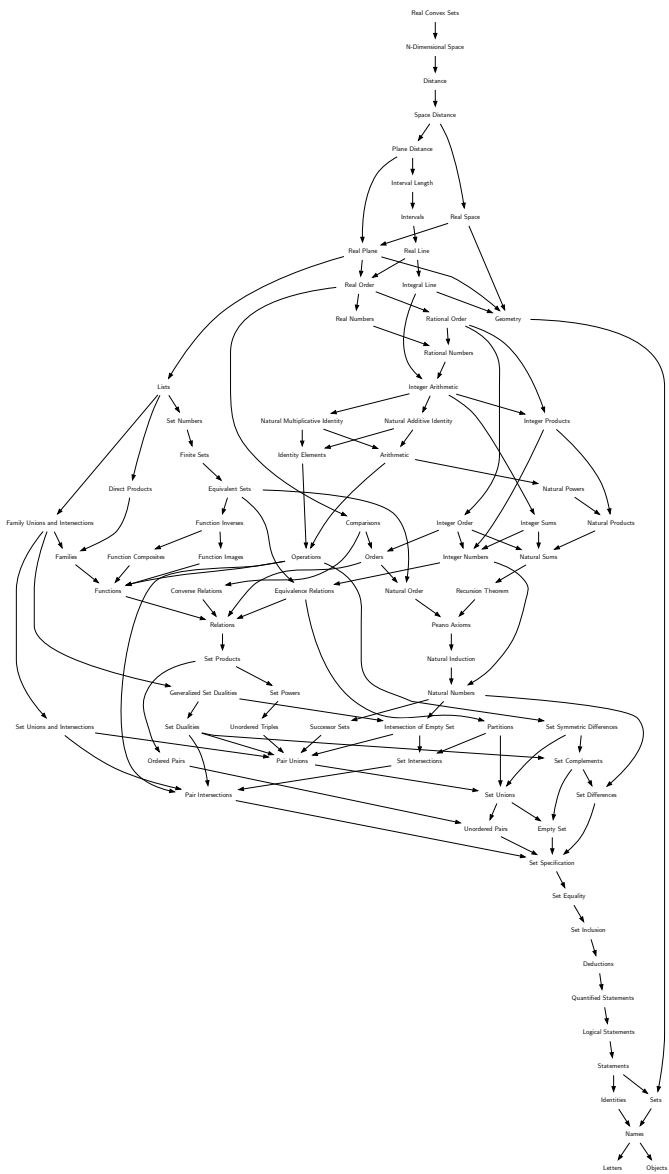 Real Convex Sets
N-Dimensional Space
Distance
Space Distance
Plane Distance
Interval Length
Intervals
Real Space
Real Plane
Real Line
Real Order
Integral Line
Real Numbers
Rational Order
Geometry
Rational Numbers
Lists
Integer Arithmetic
Set Numbers
Natural Multiplicative Identity
Natural Additive Identity
Integer Products
Finite Sets
Identity Elements
Arithmetic
Direct Products
Equivalent Sets
Natural Powers
Family Unions and Intersections
Function Inverses
Comparisons
Integer Order
Integer Sums
Natural Products
Families
Function Composites
Function Images
Operations
Orders
Integer Numbers
Natural Sums
Functions
Converse Relations
Equivalence Relations
Natural Order
Recursion Theorem
Relations
Peano Axioms
Set Products
Natural Induction
Generalized Set Dualities
Set Powers
Natural Numbers
Set Unions and Intersections
Set Dualities
Unordered Triples
Successor Sets
Intersection of Empty Set
Partitions
Set Symmetric Differences
Ordered Pairs
Pair Unions
Set Intersections
Set Complements
Pair Intersections
Set Unions
Set Differences
Unordered Pairs
Empty Set
Set Specification
Set Equality
Set Inclusion
Deductions
Quantified Statements
Logical Statements
Statements
Identities
Sets
Names
Letters
Objects